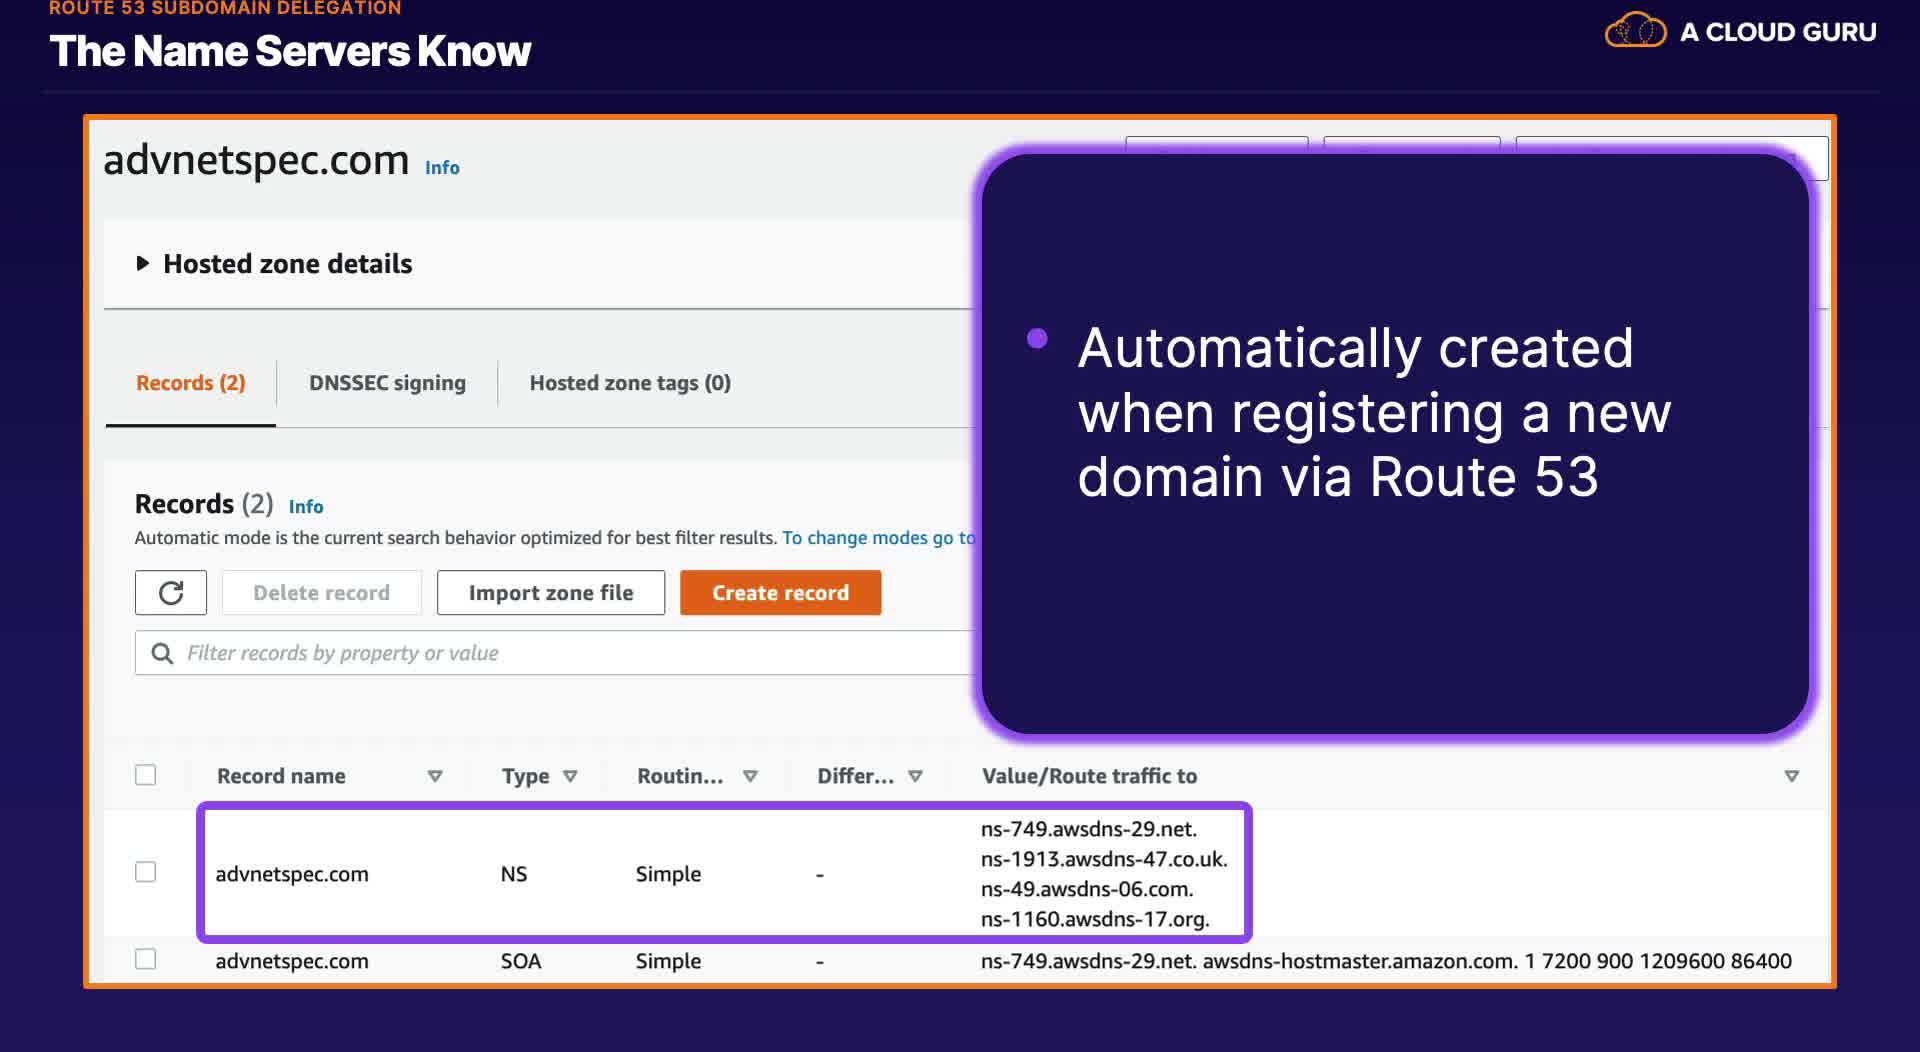 ROUTE 53 SUBDOMAIN DELEGATION
The Name Servers Know
A CLOUD GURU
advnetspec.com Info
Hosted zone details
Automatically created
when registering a new
domain via Route 53
Records (2) DNSSEC signing Hosted zone tags (0)
Records (2) Info
Automatic mode is the current search behavior optimized for best filter results. To change modes go to
Delete record Import zone file Create record
Filter records by property or value
Record name Type Routin... Differ... Value/Route traffic to
advnetspec.com NS Simple -
ns-749.awsdns-29.net.
ns-1913.awsdns-47.co.uk.
ns-49.awsdns-06.com.
ns-1160.awsdns-17.org.
advnetspec.com SOA Simple - ns-749.awsdns-29.net. awsdns-hostmaster.amazon.com. 1 7200 900 1209600 86400